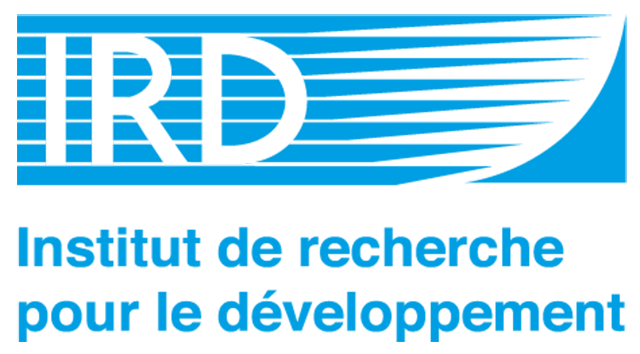 IRD
Institut de recherche
pour le développement